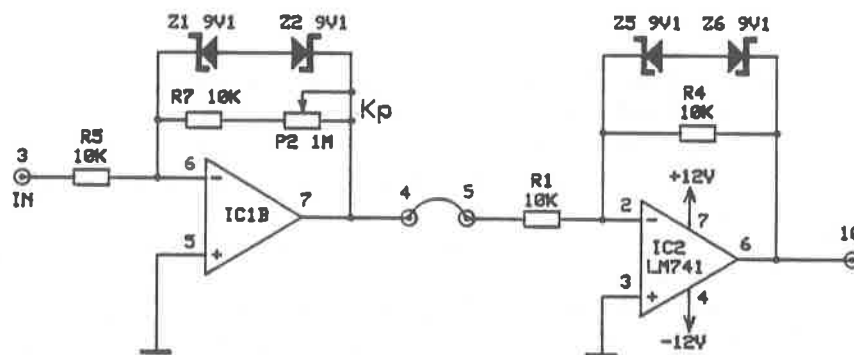 Z1 9V1 Z2 9V1
R7 10K
P2 1M
Kp
R5
10K
3
IN
6
-
5
+
IC1B
7
4
5
R1
10K
Z5 9V1 Z6 9V1
R4
10K
2
-
3
+
IC2
LM741
+12V
7
6
4
-12V